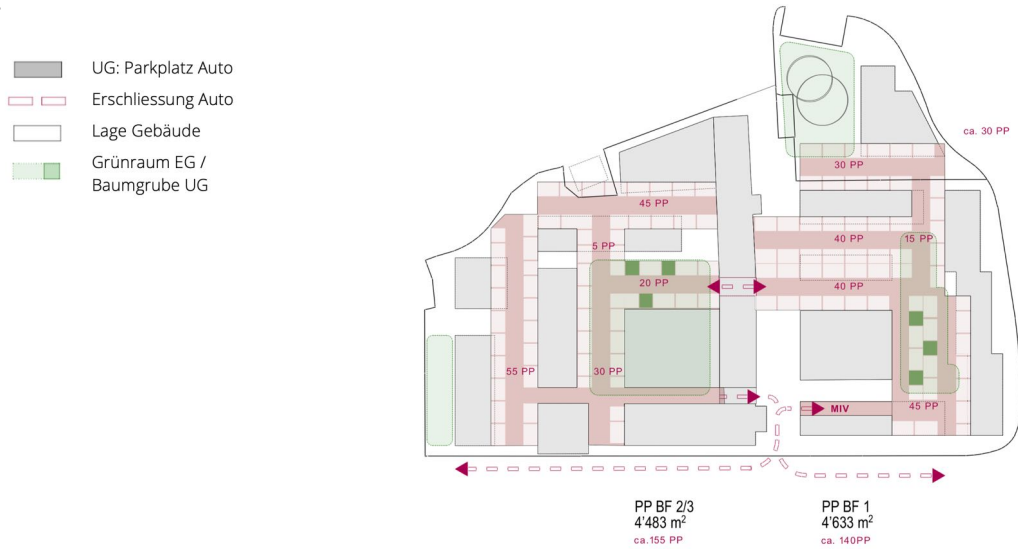 UG: Parkplatz Auto
Erschliessung Auto
Lage Gebäude
Grünraum EG /
Baumgrube UG
ca. 30 PP
30 PP
45 PP
5 PP
40 PP
15 PP
20 PP
40 PP
55 PP
30 PP
MIV
45 PP
PP BF 2/3
4'483 m²
ca.155 PP
PP BF 1
4'633 m²
ca. 140PP